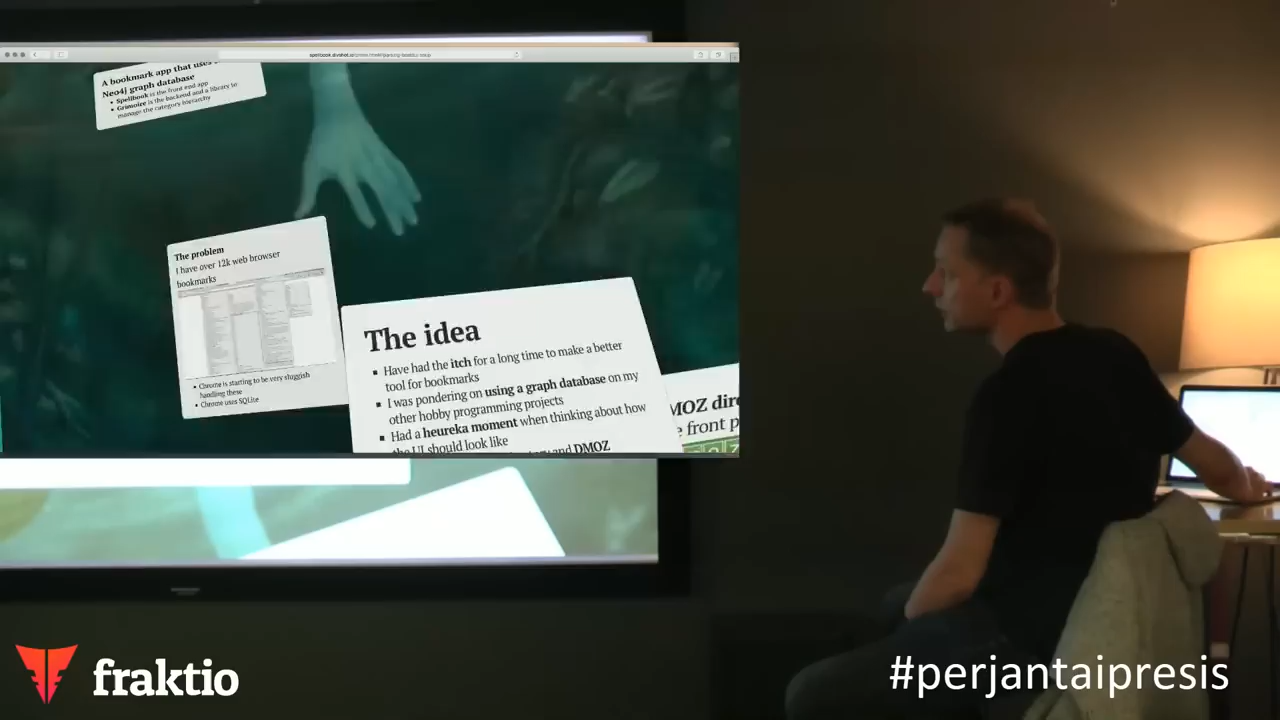 A bookmark app that uses
Neo4j graph database
• Spellbook is the front end app
• Grimoire is the backend and a library to
manage the category hierarchy
The problem
I have over 12k web browser
bookmarks
• Chrome is starting to be very sluggish
handling these
• Chrome uses SQLite
The idea
▪ Have had the itch for a long time to make a better
tool for bookmarks
▪ I was pondering on using a graph database on my
other hobby programming projects
▪ Had a heureka moment when thinking about how
the UI should look like
and DMOZ
MOZ dire
e front p
fraktio
#perjantaipresis